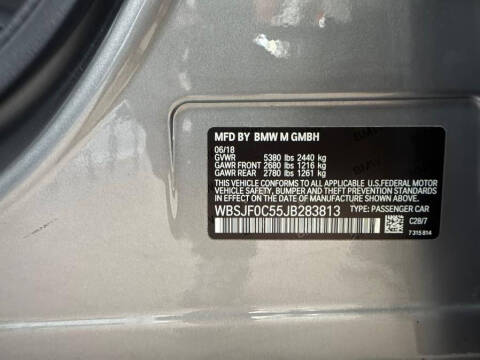 MFD BY BMW M GMBH
06/18
GVWR 5380 lbs 2440 kg
GAWR FRONT 2680 lbs 1216 kg
GAWR REAR 2780 lbs 1261 kg
THIS VEHICLE CONFORMS TO ALL APPLICABLE U.S.FEDERAL MOTOR
VEHICLE SAFETY, BUMPER, AND THEFT PREVENTION STANDARDS
IN EFFECT ON THE DATE OF MANUFACTURE SHOWN ABOVE.
WBSJF0C55JB283813 TYPE: PASSENGER CAR
C28/7
7 315 814